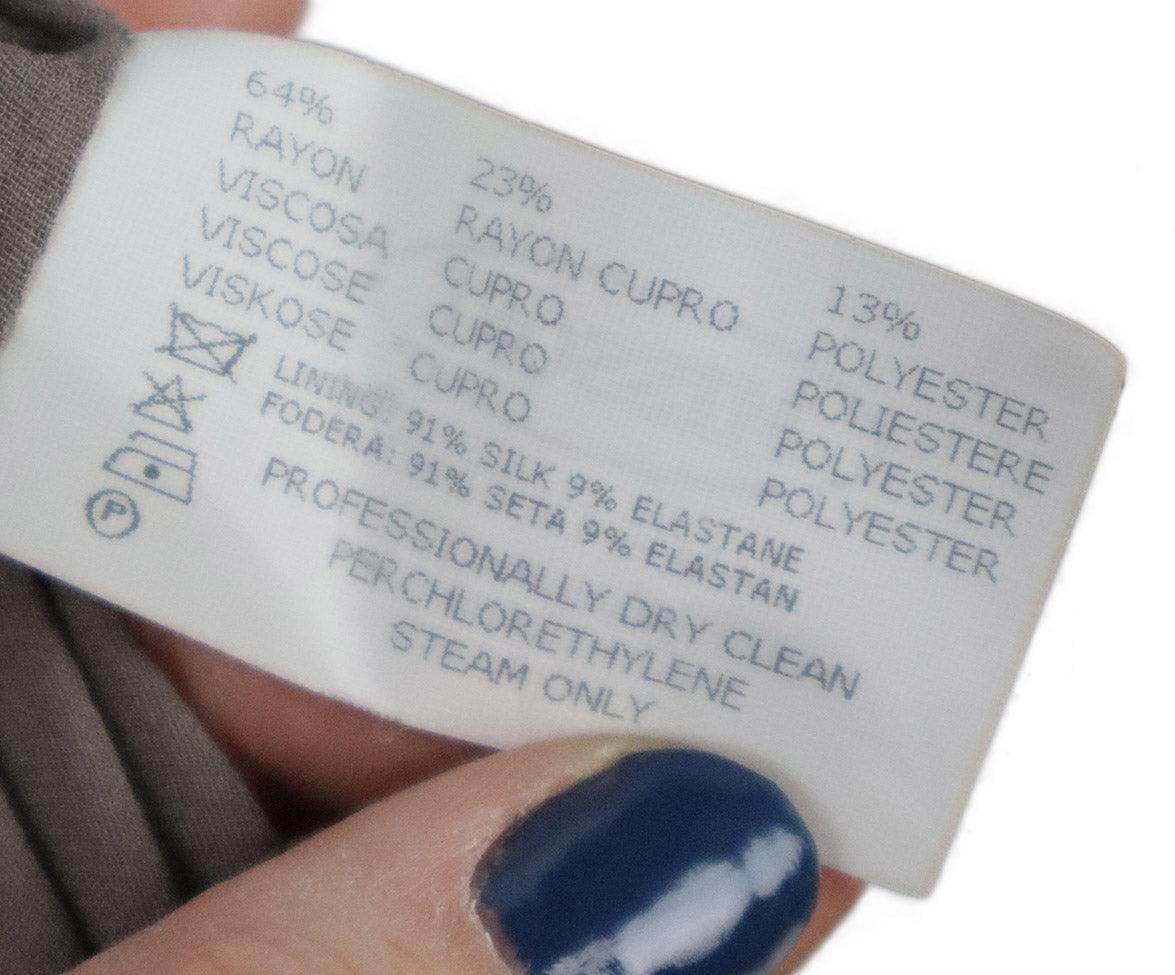 64%
RAYON
VISCOSA
VISCOSE
VISKOSE
23%
RAYON CUPRO
CUPRO
CUPRO
CUPRO
13%
POLYESTER
POLIESTERE
POLYESTER
POLYESTER
LINING: 91% SILK 9% ELASTANE
FODERA: 91% SETA 9% ELASTAN
PROFESSIONALLY DRY CLEAN
PERCHLORETHYLENE
STEAM ONLY
P